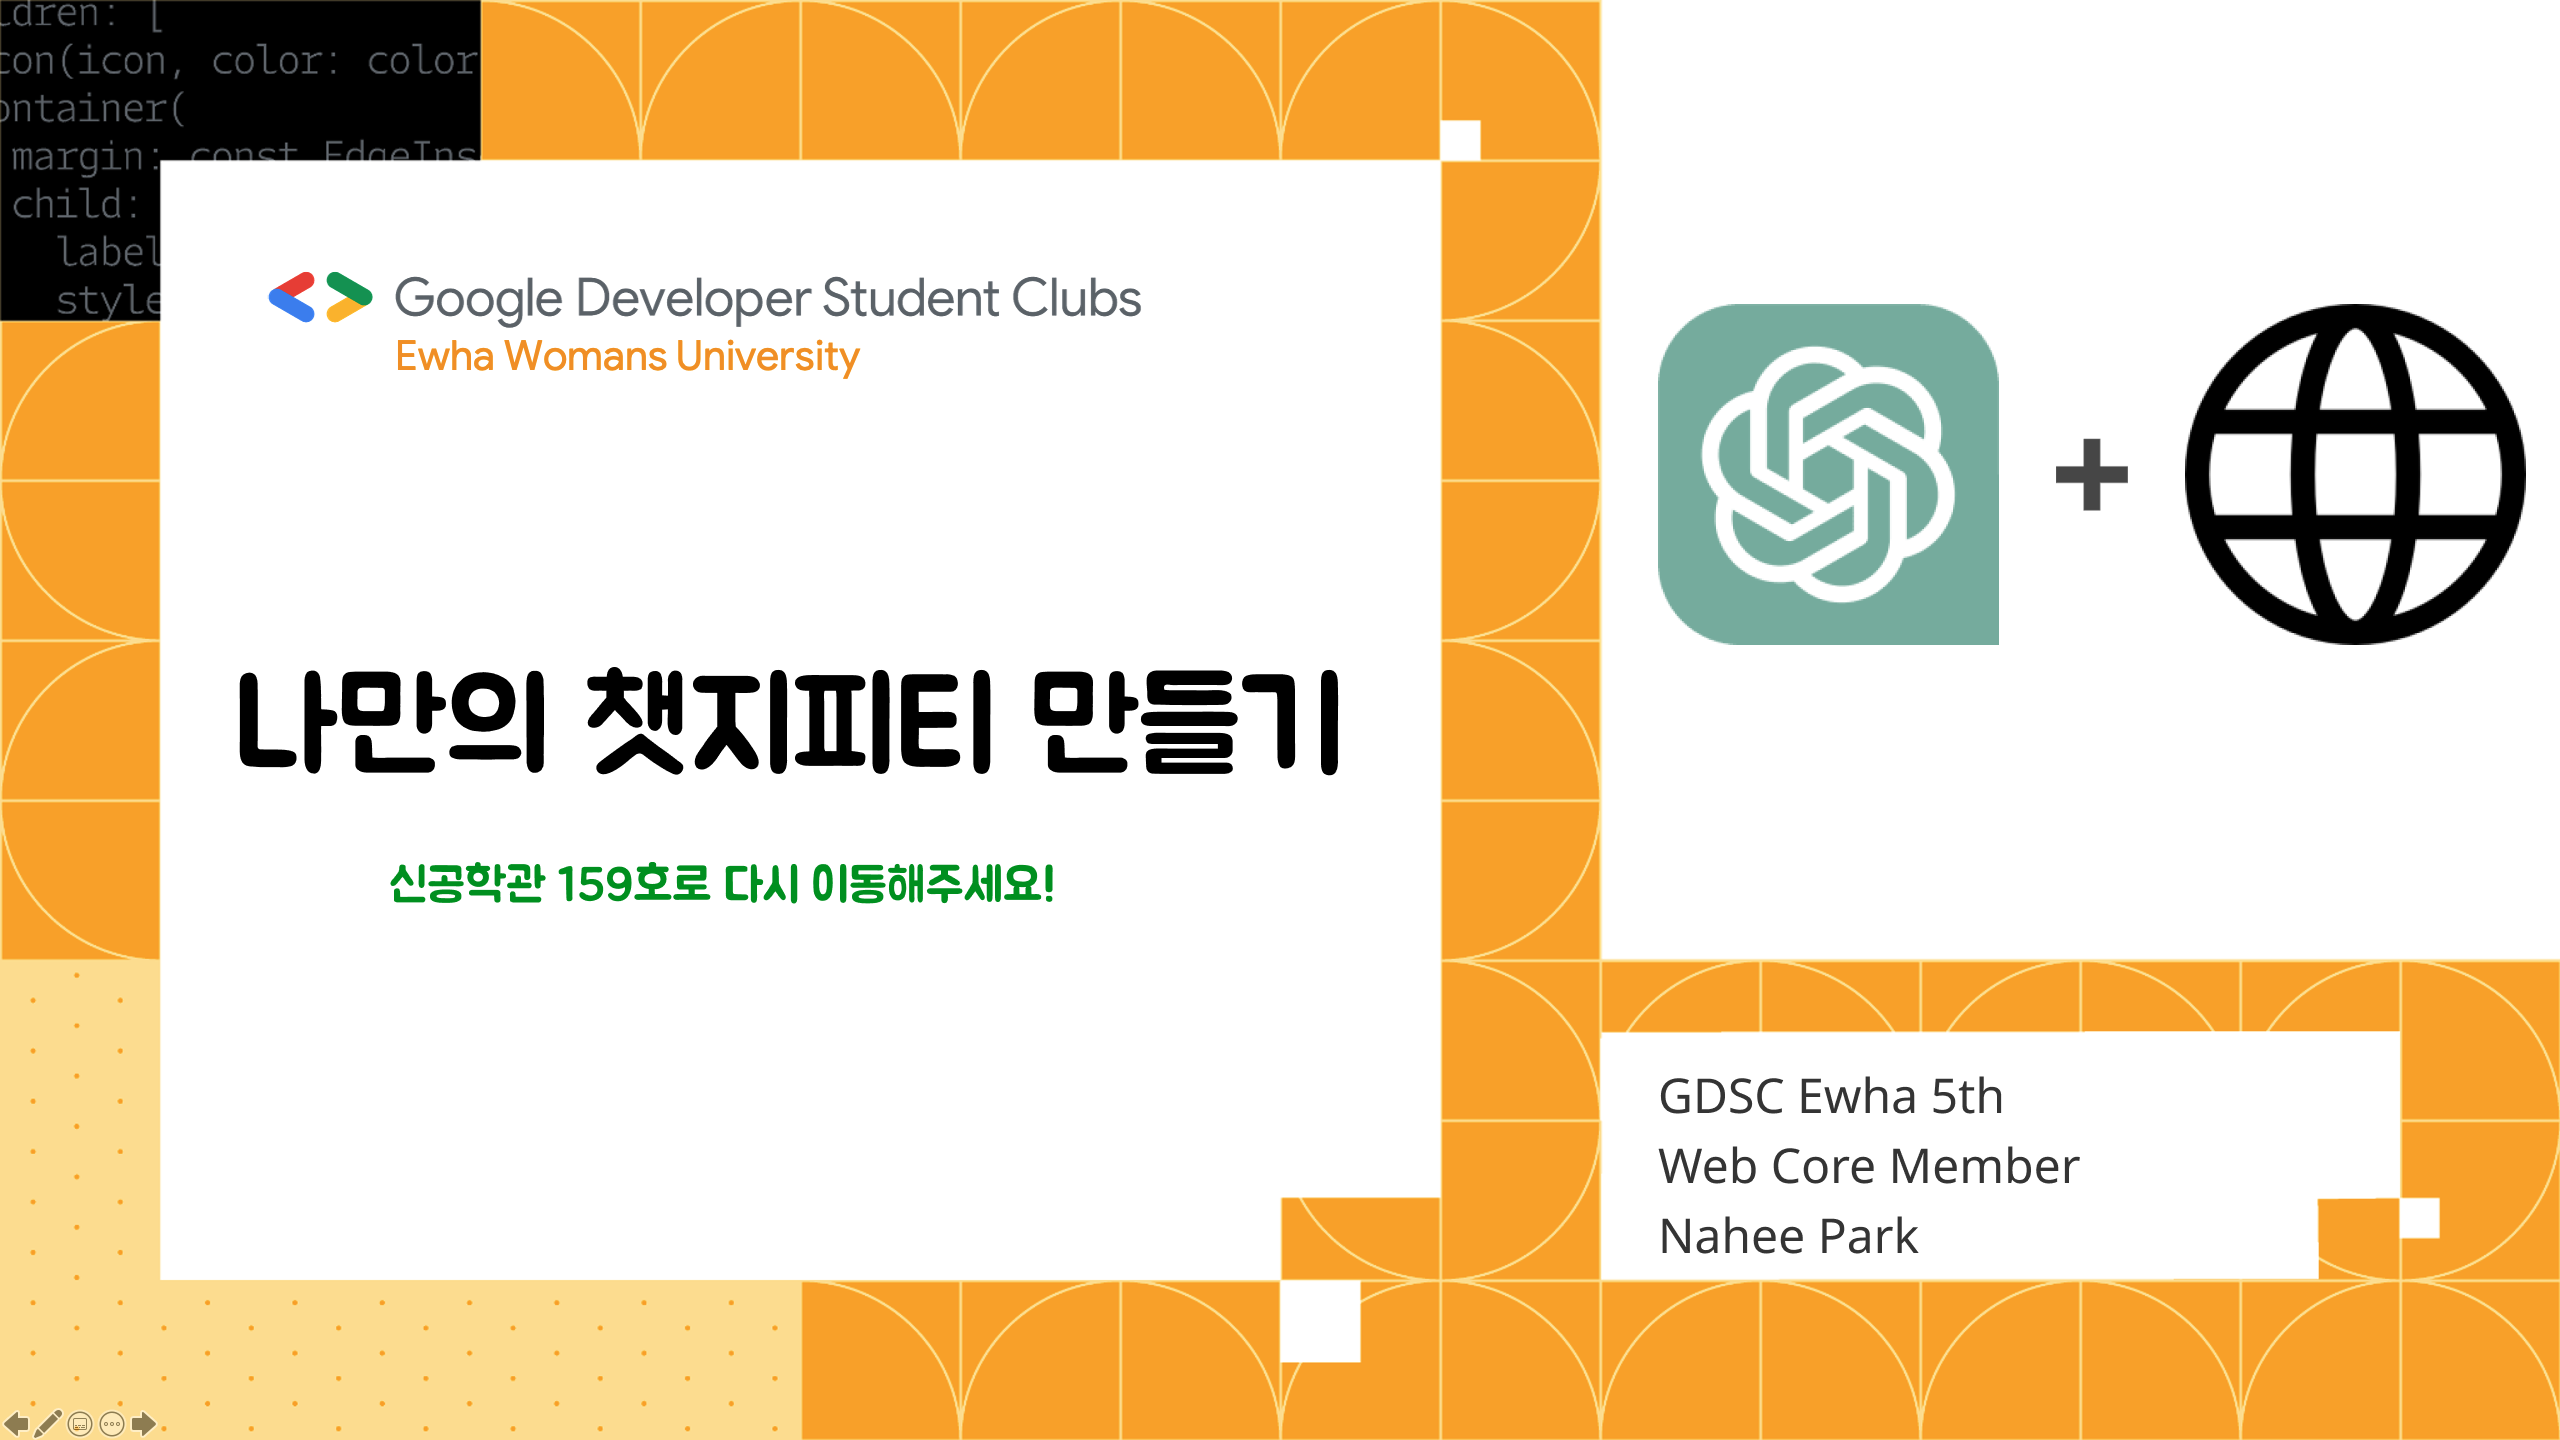 dren: [
con(icon, color: color
ontainer(
margin: const EdgeIns
child:
label
style
Google Developer Student Clubs
Ewha Womans University
나만의 챗지피티 만들기
신공학관 159호로 다시 이동해주세요!
+
GDSC Ewha 5th
Web Core Member
Nahee Park